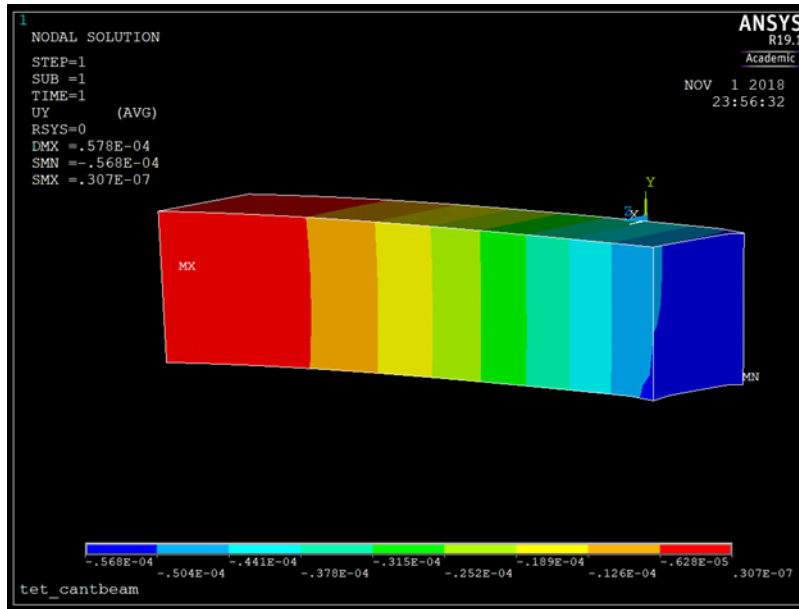 1
NODAL SOLUTION
STEP=1
SUB =1
TIME=1
UY (AVG)
RSYS=0
DMX =.578E-04
SMN =-.568E-04
SMX =.307E-07
ANSYS
R19.1
Academic
NOV 1 2018
23:56:32
Y
Z X
MX
MN
-.568E-04 -.441E-04 -.315E-04 -.189E-04 -.628E-05
-.504E-04 -.378E-04 -.252E-04 -.126E-04 .307E-07
tet_cantbeam